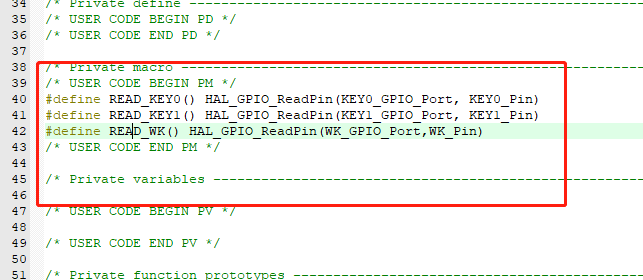 34 /* Private define ------------------------------------------------------------
35 /* USER CODE BEGIN PD */
36 /* USER CODE END PD */
37
38 /* Private macro -------------------------------------------------------------
39 /* USER CODE BEGIN PM */
40 #define READ_KEY0() HAL_GPIO_ReadPin(KEY0_GPIO_Port, KEY0_Pin)
41 #define READ_KEY1() HAL_GPIO_ReadPin(KEY1_GPIO_Port, KEY1_Pin)
42 #define READ_WK() HAL_GPIO_ReadPin(WK_GPIO_Port,WK_Pin)
43 /* USER CODE END PM */
44
45 /* Private variables ---------------------------------------------------------
46
47 /* USER CODE BEGIN PV */
48
49 /* USER CODE END PV */
50
51 /* Private function prototypes -----------------------------------------------